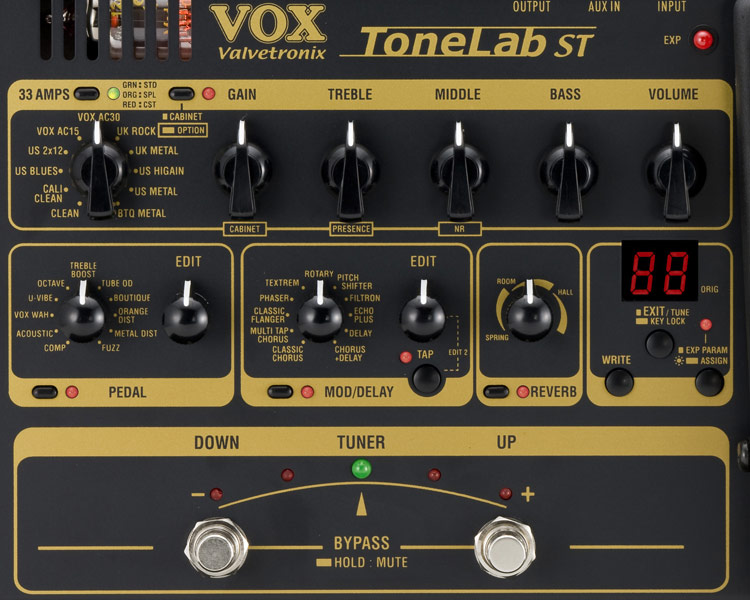 OUTPUT AUX IN INPUT
VOX
Valvetronix
ToneLab ST
EXP
33 AMPS
GRN : STD
ORG : SPL
RED : CST
GAIN TREBLE MIDDLE BASS VOLUME
CABINET
OPTION
VOX AC30
VOX AC15
UK ROCK
US 2x12
UK METAL
US BLUES
US HIGAIN
CALI CLEAN
US METAL
CLEAN
BTQ METAL
CABINET PRESENCE NR
TREBLE BOOST
OCTAVE
TUBE OD
U-VIBE
BOUTIQUE
VOX WAH
ORANGE DIST
ACOUSTIC
METAL DIST
COMP
FUZZ
EDIT
PEDAL
ROTARY
TEXTREM
PITCH SHIFTER
PHASER
FILTRON
CLASSIC FLANGER
ECHO PLUS
MULTI TAP CHORUS
DELAY
CLASSIC CHORUS
CHORUS +DELAY
EDIT
EDIT 2
TAP
MOD/DELAY
ROOM
HALL
SPRING
REVERB
88
ORIG
EXIT / TUNE
KEY LOCK
WRITE
EXP PARAM
ASSIGN
DOWN TUNER UP
− +
BYPASS
HOLD : MUTE